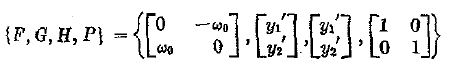 {F, G, H, P} = {[0 −ω₀; ω₀ 0], [y₁′; y₂′], [y₁′; y₂′], [1 0; 0 1]}